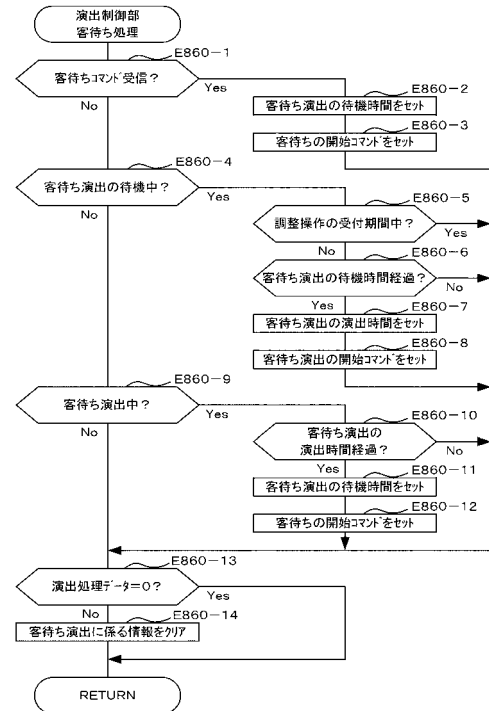 演出制御部
客待ち処理
E860-1
客待ちコマンド受信？
Yes
No
E860-2
客待ち演出の待機時間をセット
E860-3
客待ちの開始コマンドをセット
E860-4
客待ち演出の待機中？
Yes
No
E860-5
調整操作の受付期間中？
Yes
No
E860-6
客待ち演出の待機時間経過？
No
Yes
E860-7
客待ち演出の演出時間をセット
E860-8
客待ち演出の開始コマンドをセット
E860-9
客待ち演出中？
Yes
No
E860-10
客待ち演出の
演出時間経過？
No
Yes
E860-11
客待ち演出の待機時間をセット
E860-12
客待ちの開始コマンドをセット
E860-13
演出処理データ=0？
Yes
No
E860-14
客待ち演出に係る情報をクリア
RETURN